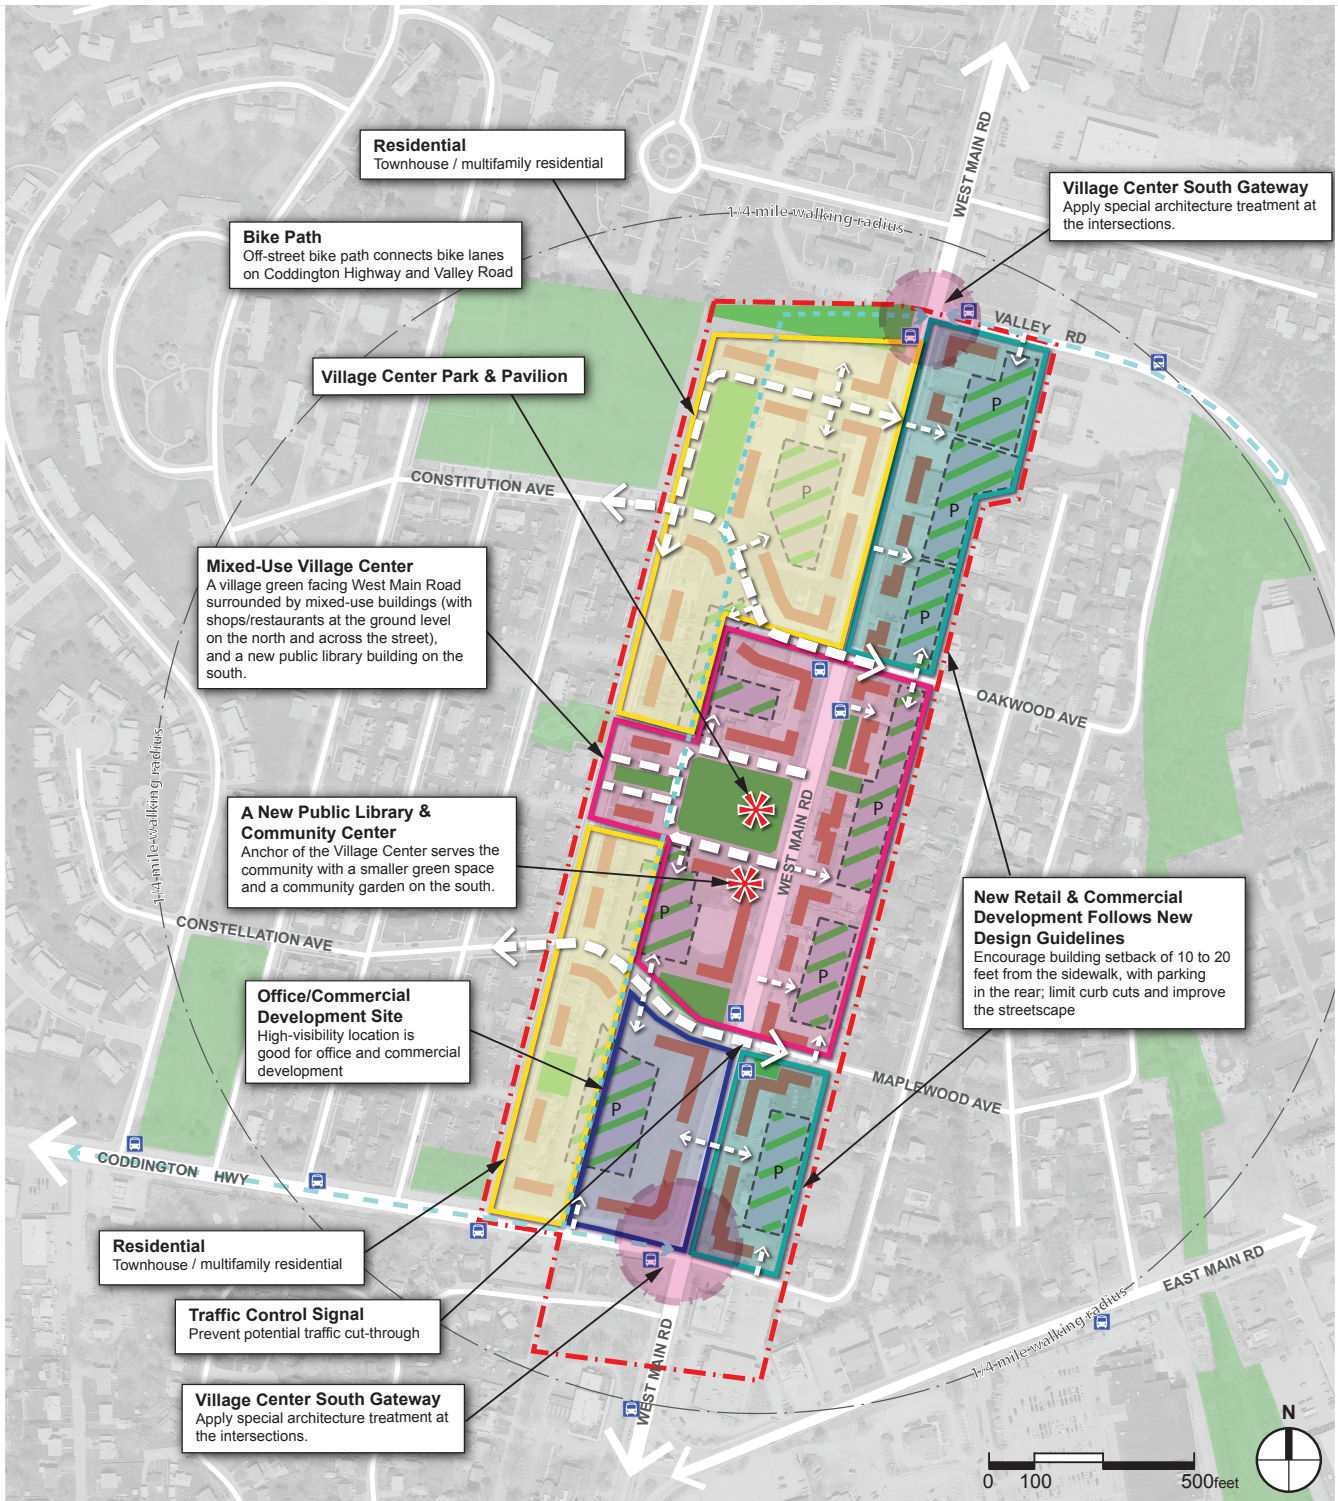 Residential
Townhouse / multifamily residential
WEST MAIN RD
Village Center South Gateway
Apply special architecture treatment at
the intersections.
1/4 mile walking radius
Bike Path
Off-street bike path connects bike lanes
on Coddington Highway and Valley Road
VALLEY RD
Village Center Park & Pavilion
P
CONSTITUTION AVE
P
P
Mixed-Use Village Center
A village green facing West Main Road
surrounded by mixed-use buildings (with
shops/restaurants at the ground level
on the north and across the street),
and a new public library building on the
south.
P
OAKWOOD AVE
1/4 mile walking radius
A New Public Library &
Community Center
Anchor of the Village Center serves the
community with a smaller green space
and a community garden on the south.
WEST MAIN RD
P
New Retail & Commercial
Development Follows New
Design Guidelines
Encourage building setback of 10 to 20
feet from the sidewalk, with parking
in the rear; limit curb cuts and improve
the streetscape
P
CONSTELLATION AVE
P
Office/Commercial
Development Site
High-visibility location is
good for office and commercial
development
MAPLEWOOD AVE
P
CODDINGTON HWY
P
Residential
Townhouse / multifamily residential
EAST MAIN RD
Traffic Control Signal
Prevent potential traffic cut-through
1/4 mile walking radius
WEST MAIN RD
Village Center South Gateway
Apply special architecture treatment at
the intersections.
N
0 100 500feet